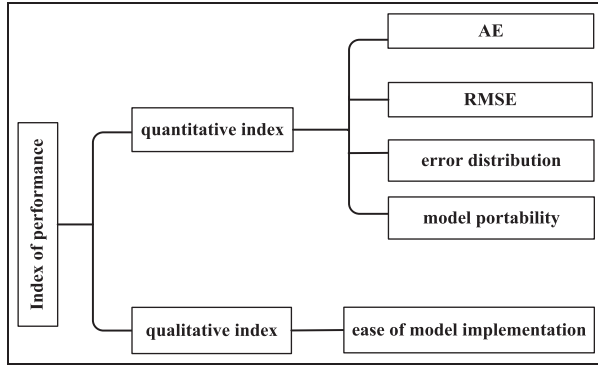 Index of performance
quantitative index
AE
RMSE
error distribution
model portability
qualitative index
ease of model implementation